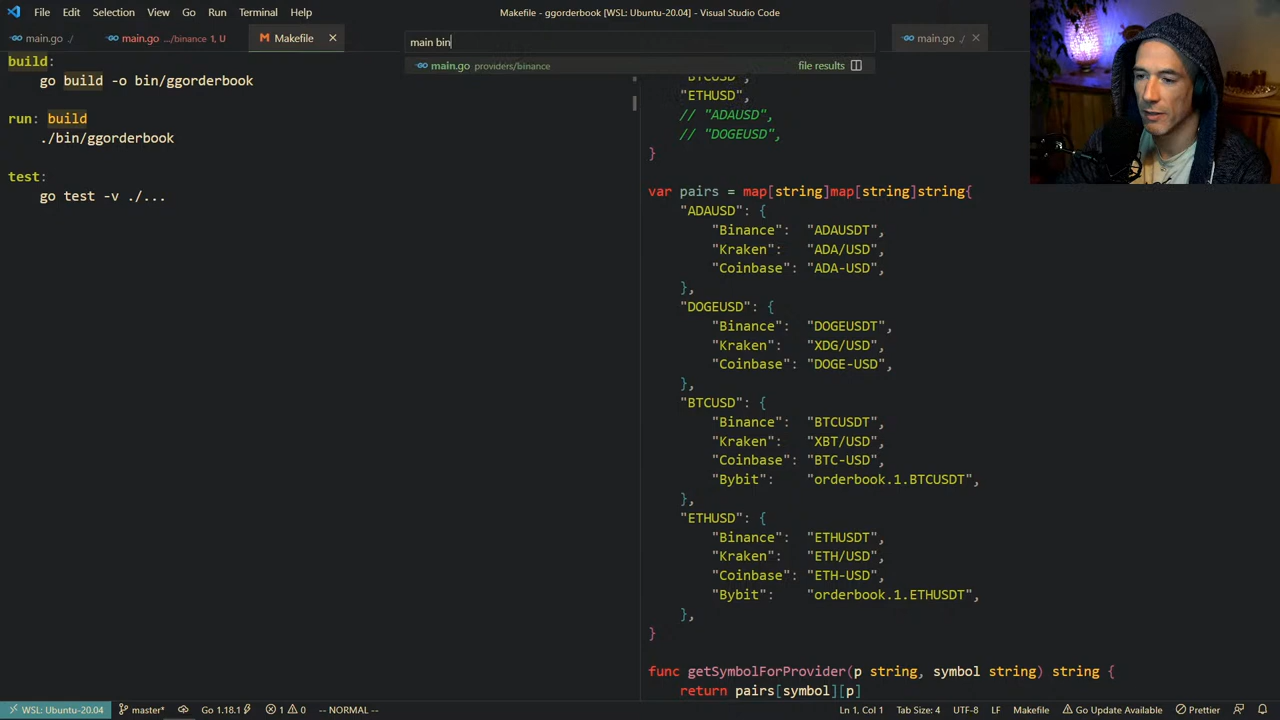 File Edit Selection View Go Run Terminal Help
Makefile - ggorderbook [WSL: Ubuntu-20.04] - Visual Studio Code
main.go ./
main.go .../binance 1, U
Makefile
main bin
main.go providers/binance
file results
main.go ./
build:
go build -o bin/ggorderbook
run: build
./bin/ggorderbook
test:
go test -v ./...
"BTCUSD",
"ETHUSD",
// "ADAUSD",
// "DOGEUSD",
}
var pairs = map[string]map[string]string{
"ADAUSD": {
"Binance": "ADAUSDT",
"Kraken": "ADA/USD",
"Coinbase": "ADA-USD",
},
"DOGEUSD": {
"Binance": "DOGEUSDT",
"Kraken": "XDG/USD",
"Coinbase": "DOGE-USD",
},
"BTCUSD": {
"Binance": "BTCUSDT",
"Kraken": "XBT/USD",
"Coinbase": "BTC-USD",
"Bybit": "orderbook.1.BTCUSDT",
},
"ETHUSD": {
"Binance": "ETHUSDT",
"Kraken": "ETH/USD",
"Coinbase": "ETH-USD",
"Bybit": "orderbook.1.ETHUSDT",
},
}
func getSymbolForProvider(p string, symbol string) string {
return pairs[symbol][p]
WSL: Ubuntu-20.04 master* Go 1.18.1 1 0 -- NORMAL -- Ln 1, Col 1 Tab Size: 4 UTF-8 LF Makefile Go Update Available Prettier